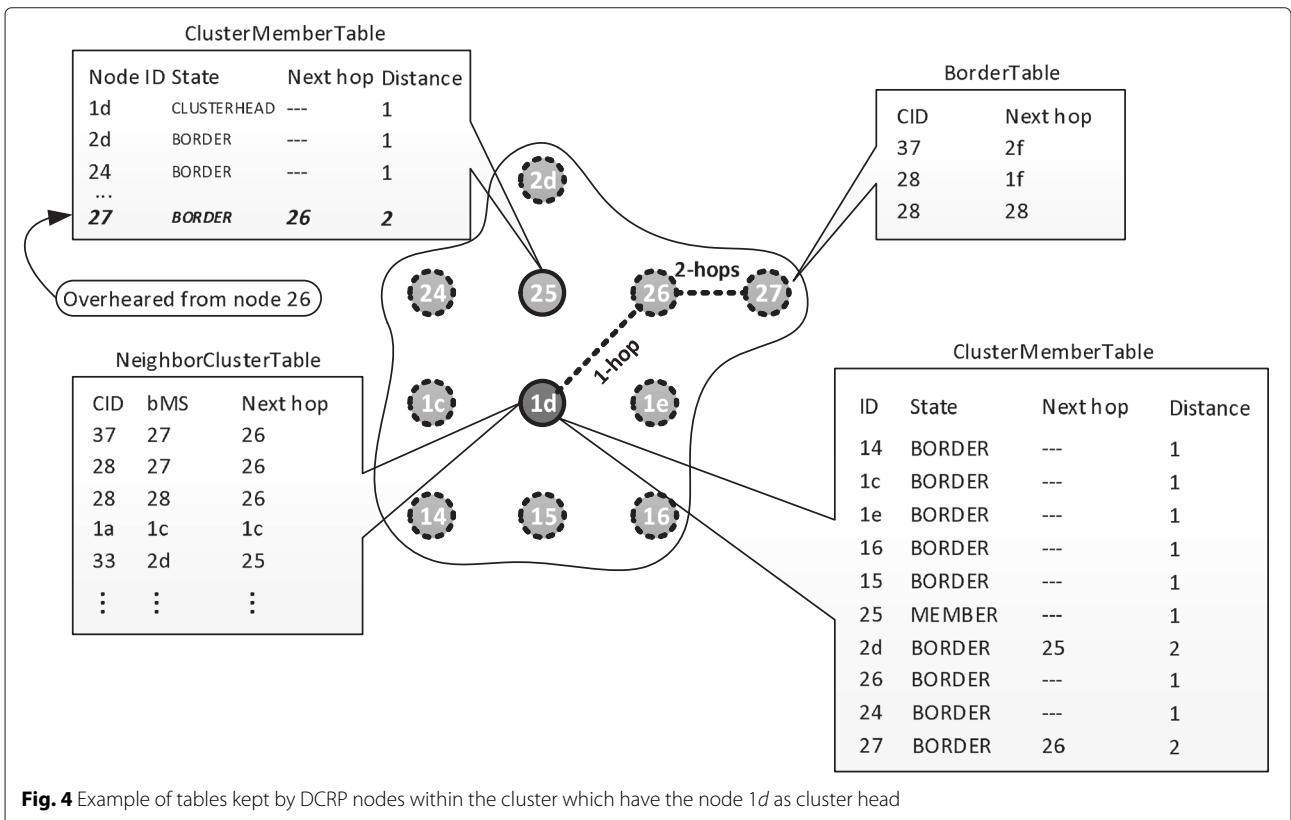 ClusterMemberTable
Node ID State Next hop Distance
1d CLUSTERHEAD --- 1
2d BORDER --- 1
24 BORDER --- 1
...
27 BORDER 26 2
Overheared from node 26
BorderTable
CID Next hop
37 2f
28 1f
28 28
2d
24
25
26
2-hops
27
1-hop
1c
1d
1e
14
15
16
NeighborClusterTable
CID bMS Next hop
37 27 26
28 27 26
28 28 26
1a 1c 1c
33 2d 25
⋮ ⋮ ⋮
ClusterMemberTable
ID State Next hop Distance
14 BORDER --- 1
1c BORDER --- 1
1e BORDER --- 1
16 BORDER --- 1
15 BORDER --- 1
25 MEMBER --- 1
2d BORDER 25 2
26 BORDER --- 1
24 BORDER --- 1
27 BORDER 26 2
Fig. 4 Example of tables kept by DCRP nodes within the cluster which have the node 1d as cluster head